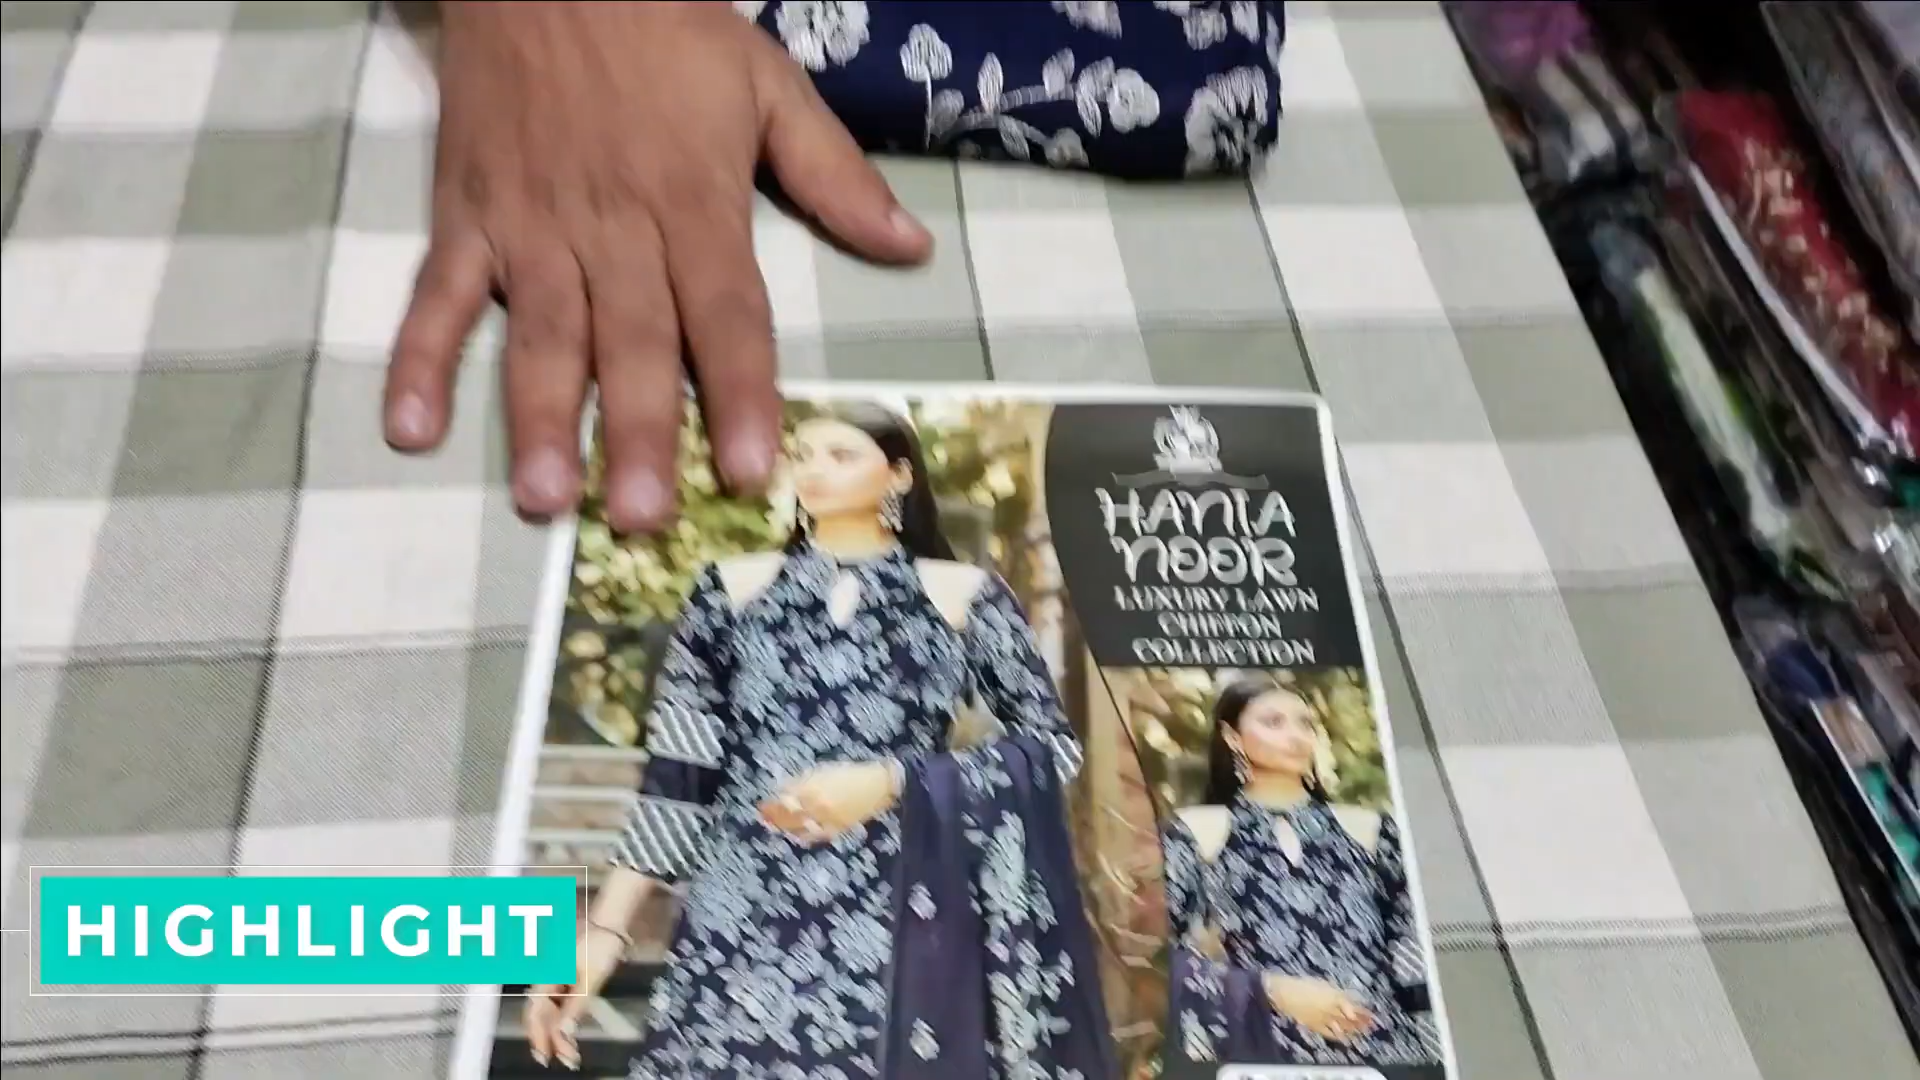 HANIA
NOOR
LUXURY LAWN
CHIFFON
COLLECTION
HIGHLIGHT